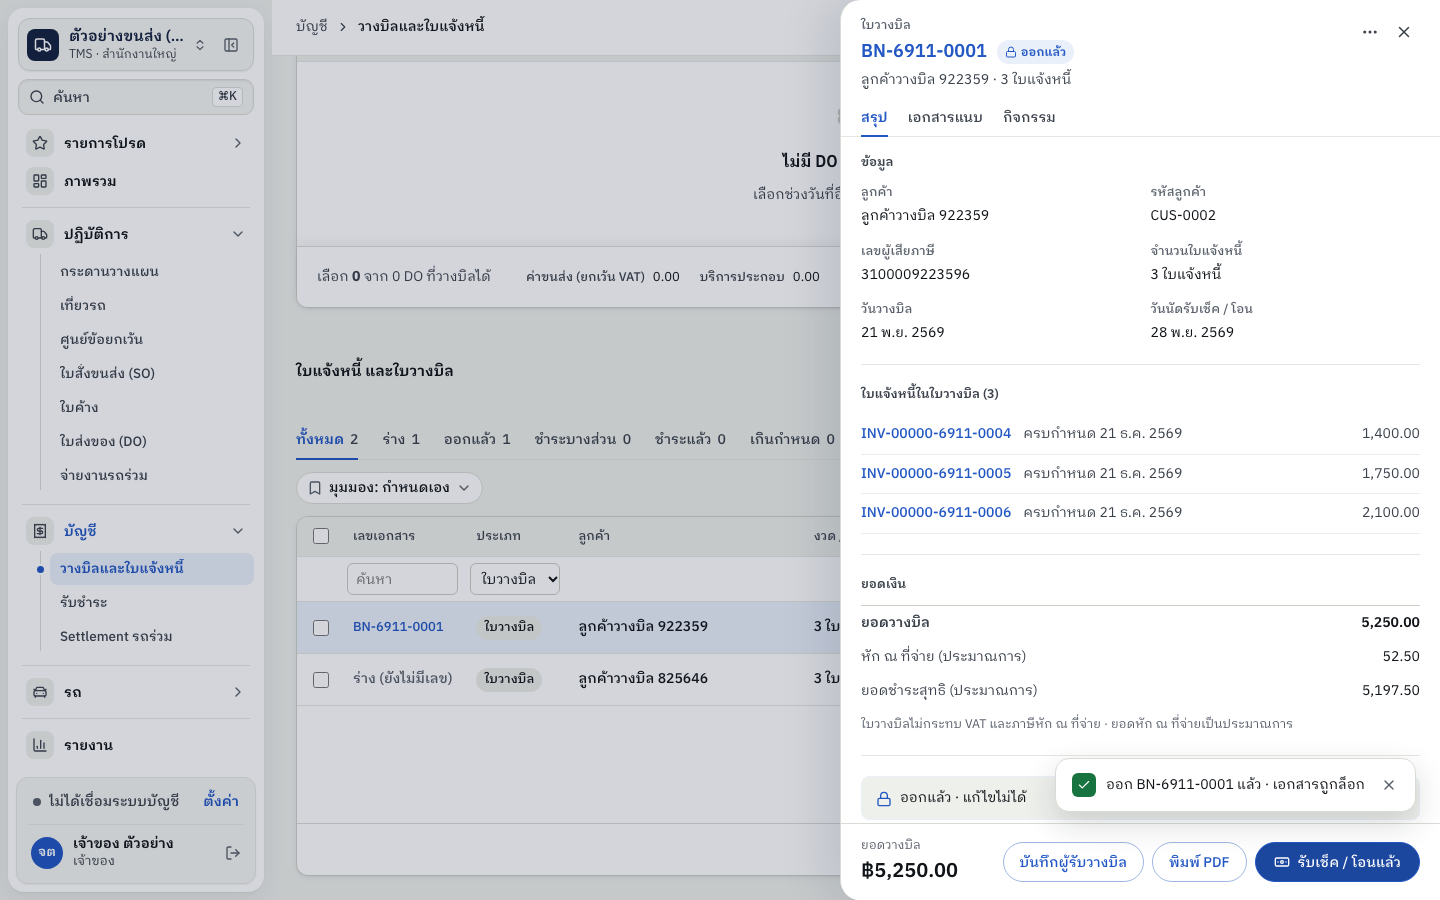 ตัวอย่างขนส่ง (...
TMS · สำนักงานใหญ่
ค้นหา
⌘K
รายการโปรด
ภาพรวม
ปฏิบัติการ
กระดานวางแผน
เที่ยวรถ
ศูนย์ข้อยกเว้น
ใบสั่งขนส่ง (SO)
ใบค้าง
ใบส่งของ (DO)
จ่ายงานรถร่วม
บัญชี
วางบิลและใบแจ้งหนี้
รับชำระ
Settlement รถร่วม
รถ
รายงาน
ไม่ได้เชื่อมระบบบัญชี ตั้งค่า
จต
เจ้าของ ตัวอย่าง
เจ้าของ
บัญชี
วางบิลและใบแจ้งหนี้
ไม่มี DO
เลือก 0 จาก 0 DO ที่วางบิลได้ ค่าขนส่ง (ยกเว้น VAT) 0.00 บริการประกอบ 0.00
ใบแจ้งหนี้ และใบวางบิล
ทั้งหมด 2 ร่าง 1 ออกแล้ว 1 ชำระบางส่วน 0 ชำระแล้ว 0 เกินกำหนด 0
มุมมอง: กำหนดเอง
เลขเอกสาร ประเภท ลูกค้า งวด
ค้นหา ใบวางบิล
BN-6911-0001 ใบวางบิล ลูกค้าวางบิล 922359
ร่าง (ยังไม่มีเลข) ใบวางบิล ลูกค้าวางบิล 825646
ใบวางบิล
BN-6911-0001 ออกแล้ว
ลูกค้าวางบิล 922359 · 3 ใบแจ้งหนี้
สรุป เอกสารแนบ กิจกรรม
ข้อมูล
ลูกค้า รหัสลูกค้า
ลูกค้าวางบิล 922359 CUS-0002
เลขผู้เสียภาษี จำนวนใบแจ้งหนี้
3100009223596 3 ใบแจ้งหนี้
วันวางบิล วันนัดรับเช็ค / โอน
21 พ.ย. 2569 28 พ.ย. 2569
ใบแจ้งหนี้ในใบวางบิล (3)
INV-00000-6911-0004 ครบกำหนด 21 ธ.ค. 2569 1,400.00
INV-00000-6911-0005 ครบกำหนด 21 ธ.ค. 2569 1,750.00
INV-00000-6911-0006 ครบกำหนด 21 ธ.ค. 2569 2,100.00
ยอดเงิน
ยอดวางบิล 5,250.00
หัก ณ ที่จ่าย (ประมาณการ) 52.50
ยอดชำระสุทธิ (ประมาณการ) 5,197.50
ใบวางบิลไม่กระทบ VAT และภาษีหัก ณ ที่จ่าย · ยอดหัก ณ ที่จ่ายเป็นประมาณการ
ออกแล้ว · แก้ไขไม่ได้
ออก BN-6911-0001 แล้ว · เอกสารถูกล็อก
ยอดวางบิล
฿5,250.00
บันทึกผู้รับวางบิล พิมพ์ PDF รับเช็ค / โอนแล้ว